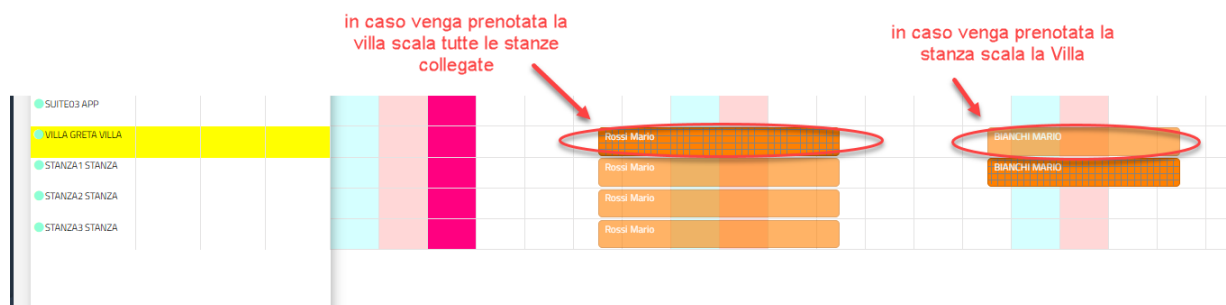 in caso venga prenotata la
villa scala tutte le stanze
collegate
in caso venga prenotata la
stanza scala la Villa
SUITE03 APP
VILLA GRETA VILLA
Rossi Mario
BIANCHI MARIO
STANZA1 STANZA
Rossi Mario
BIANCHI MARIO
STANZA2 STANZA
Rossi Mario
STANZA3 STANZA
Rossi Mario